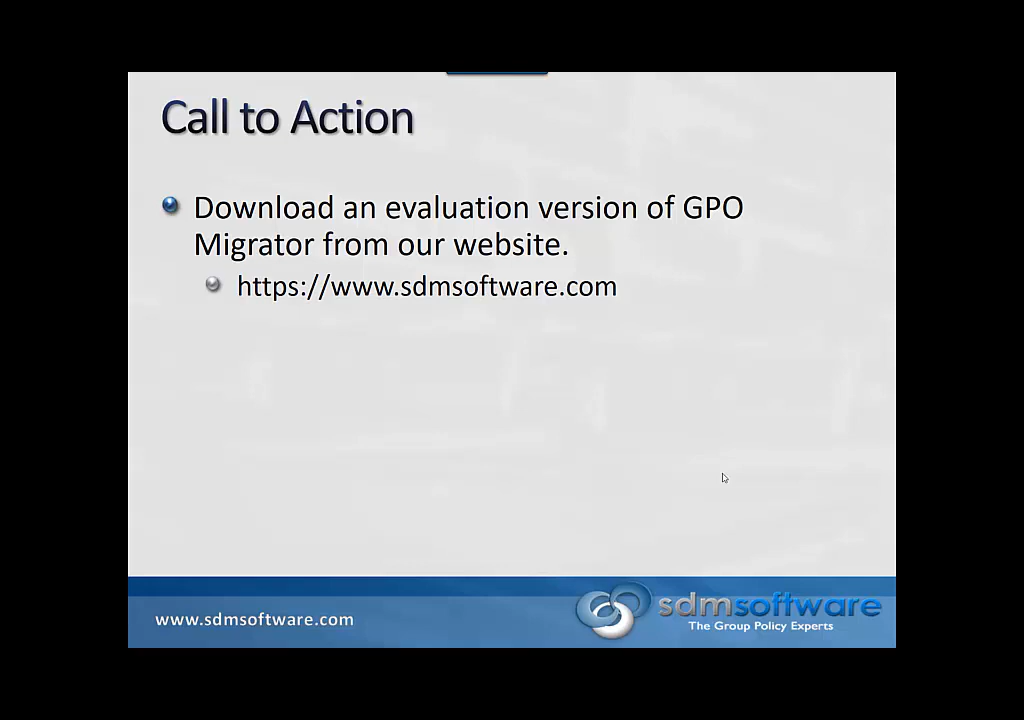 Call to Action
Download an evaluation version of GPO
Migrator from our website.
https://www.sdmsoftware.com
www.sdmsoftware.com
sdmsoftware
The Group Policy Experts